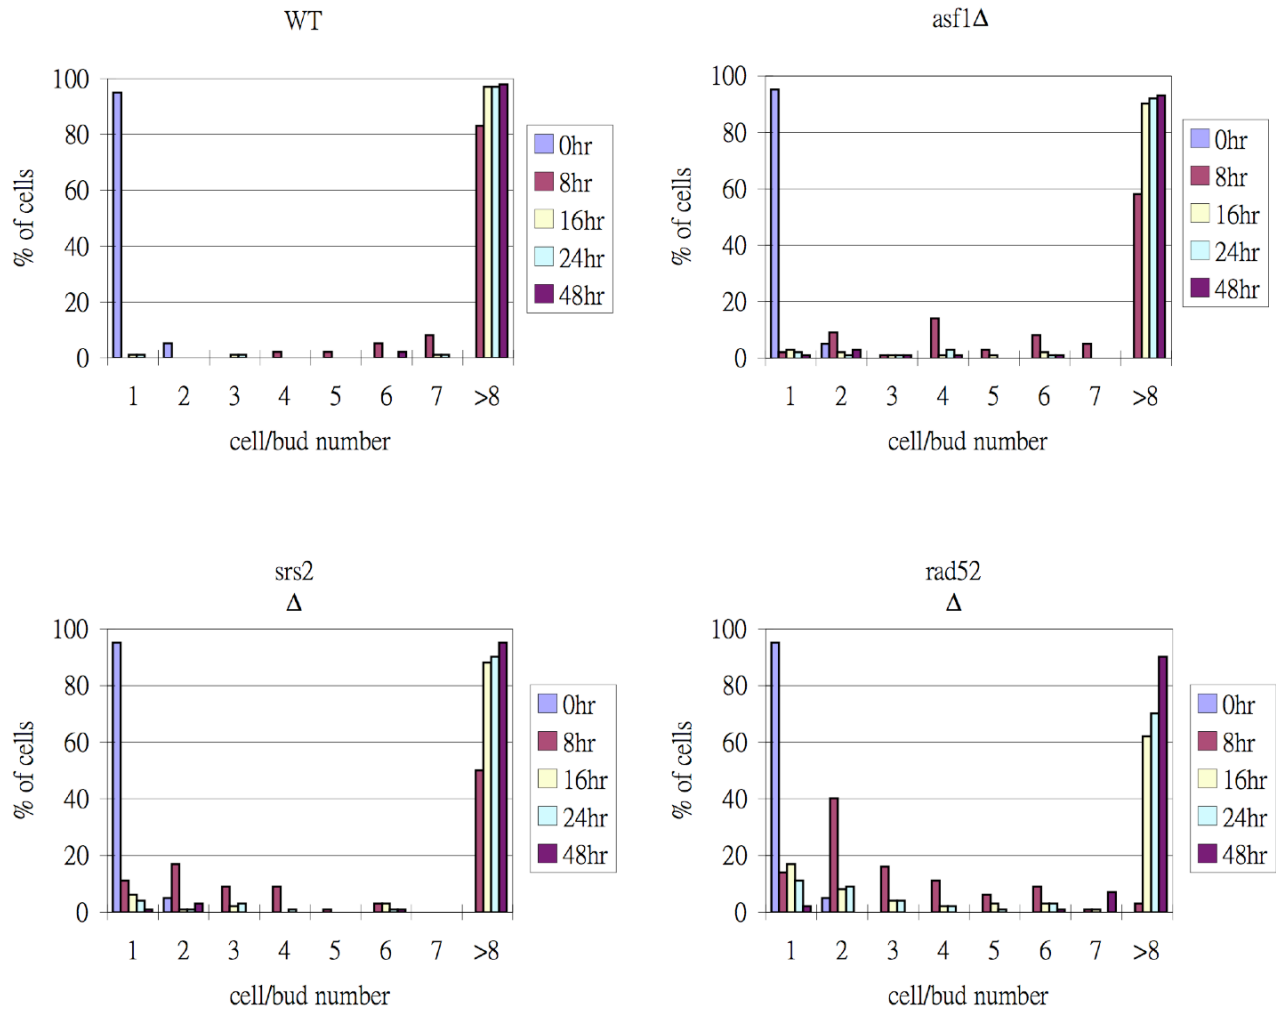 WT
100
80
60
40
20
0
% of cells
1 2 3 4 5 6 7 >8
cell/bud number
0hr
8hr
16hr
24hr
48hr
asf1Δ
100
80
60
40
20
0
% of cells
1 2 3 4 5 6 7 >8
cell/bud number
0hr
8hr
16hr
24hr
48hr
srs2
Δ
100
80
60
40
20
0
% of cells
1 2 3 4 5 6 7 >8
cell/bud number
0hr
8hr
16hr
24hr
48hr
rad52
Δ
100
80
60
40
20
0
% of cells
1 2 3 4 5 6 7 >8
cell/bud number
0hr
8hr
16hr
24hr
48hr